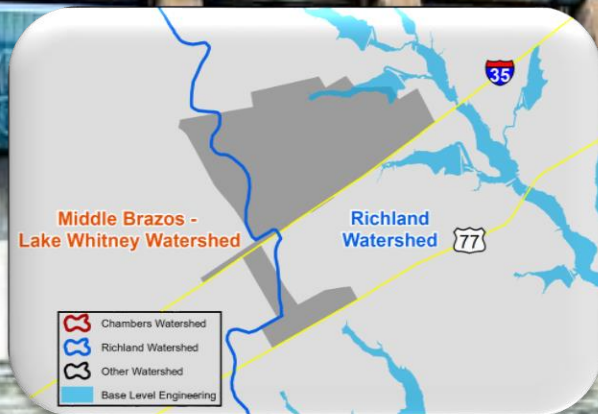 35
Middle Brazos -
Lake Whitney Watershed
Richland
Watershed
77
Chambers Watershed
Richland Watershed
Other Watershed
Base Level Engineering